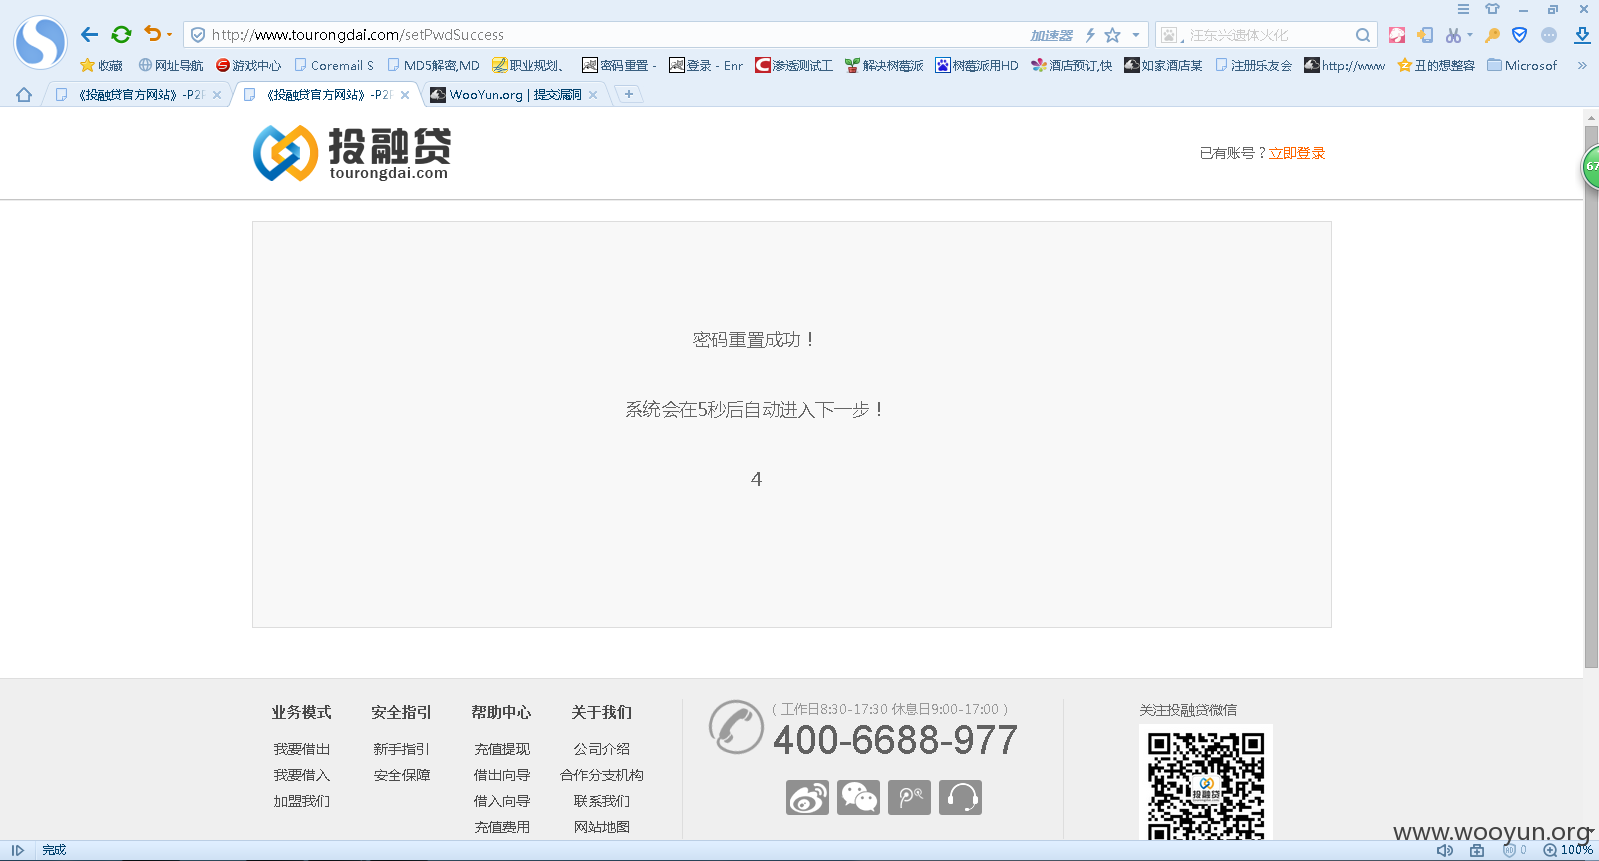 http://www.tourongdai.com/setPwdSuccess
加速器
汪东兴遗体火化
收藏 网址导航 游戏中心 Coremail S MD5解密,MD 职业规划、 密码重置 - 登录 - Enr 渗透测试工 解决树莓派 树莓派用HD 酒店预订,快 如家酒店某 注册乐友会 http://www 丑的想整容 Microsof
《投融贷官方网站》-P2P 《投融贷官方网站》-P2P WooYun.org | 提交漏洞
投融贷
tourongdai.com
已有账号？立即登录
67
密码重置成功！
系统会在5秒后自动进入下一步！
4
业务模式 安全指引 帮助中心 关于我们
我要借出 新手指引 充值提现 公司介绍
我要借入 安全保障 借出向导 合作分支机构
加盟我们 借入向导 联系我们
充值费用 网站地图
（工作日8:30-17:30 休息日9:00-17:00）
400-6688-977
关注投融贷微信
投融贷
www.wooyun.org
完成
0
100%